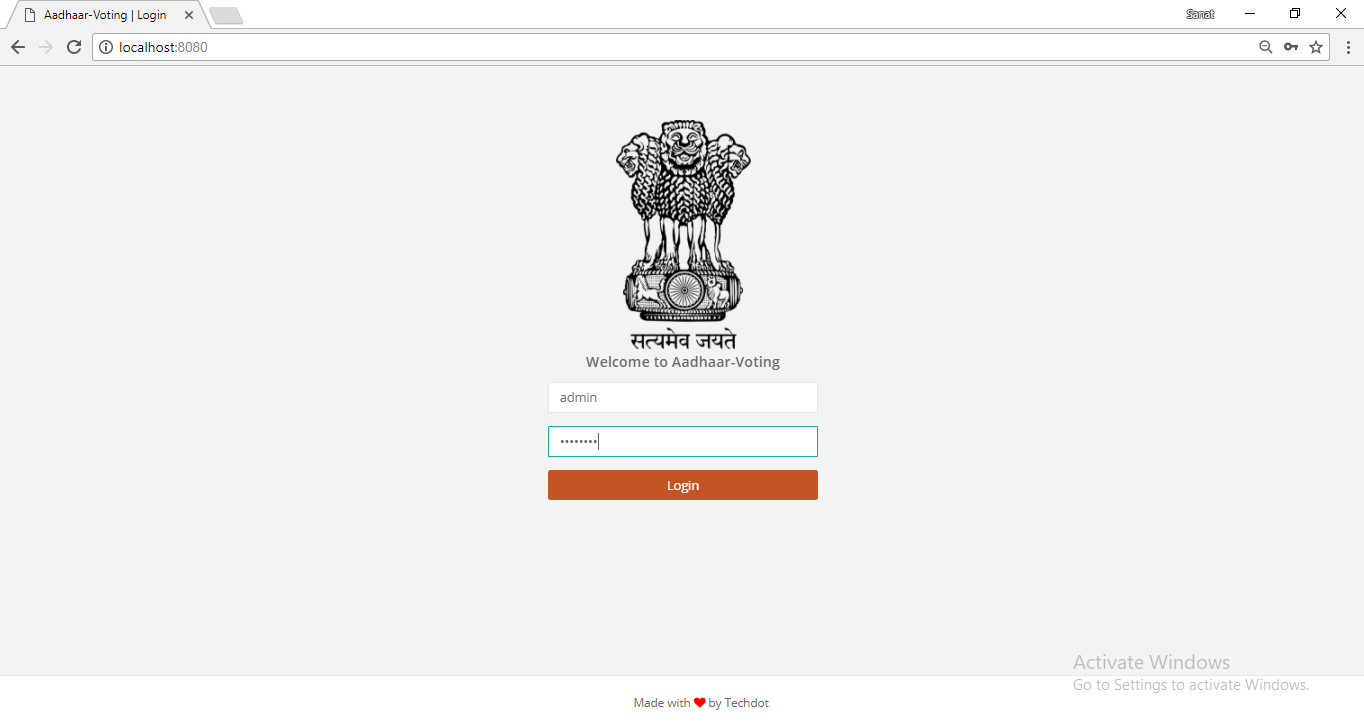 Aadhaar-Voting | Login
Sanat
localhost:8080
सत्यमेव जयते
Welcome to Aadhaar-Voting
admin
••••••••
Login
Activate Windows
Go to Settings to activate Windows.
Made with ❤ by Techdot